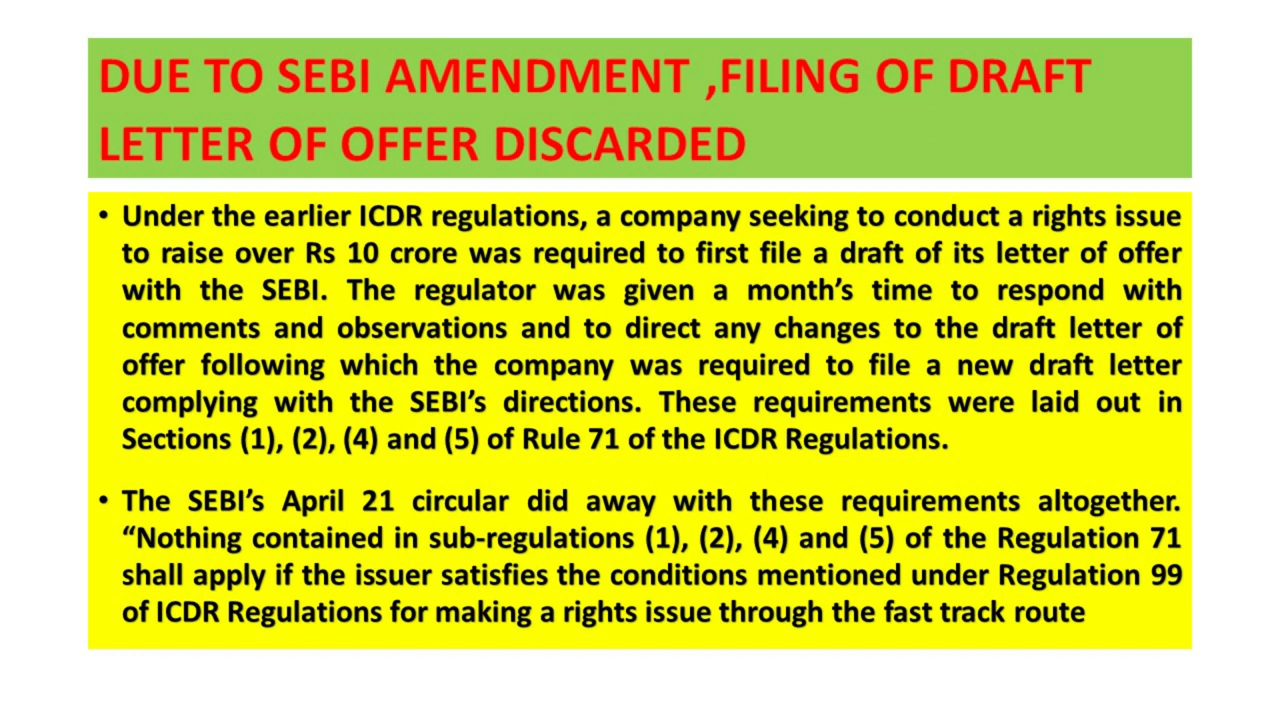 DUE TO SEBI AMENDMENT ,FILING OF DRAFT
LETTER OF OFFER DISCARDED
• Under the earlier ICDR regulations, a company seeking to conduct a rights issue
to raise over Rs 10 crore was required to first file a draft of its letter of offer
with the SEBI. The regulator was given a month’s time to respond with
comments and observations and to direct any changes to the draft letter of
offer following which the company was required to file a new draft letter
complying with the SEBI’s directions. These requirements were laid out in
Sections (1), (2), (4) and (5) of Rule 71 of the ICDR Regulations.
• The SEBI’s April 21 circular did away with these requirements altogether.
“Nothing contained in sub-regulations (1), (2), (4) and (5) of the Regulation 71
shall apply if the issuer satisfies the conditions mentioned under Regulation 99
of ICDR Regulations for making a rights issue through the fast track route